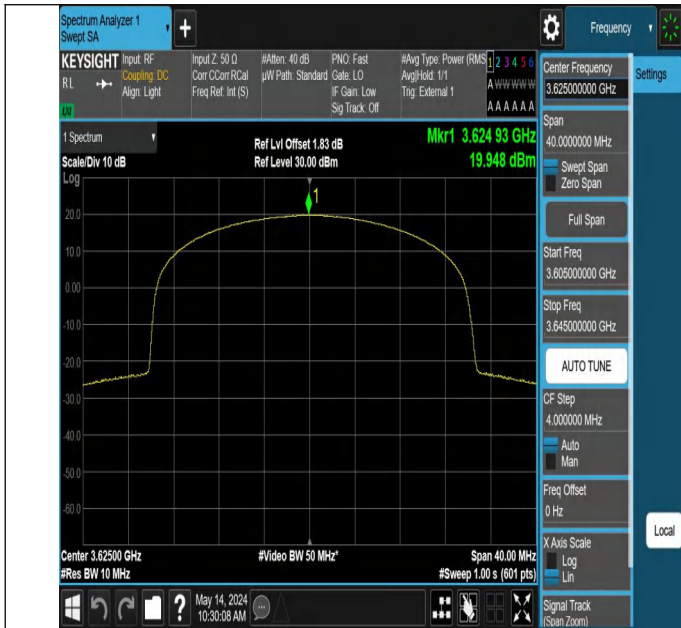 Spectrum Analyzer 1
Swept SA
+
Frequency
KEYSIGHT
RL
LXI
Input: RF
Coupling: DC
Align: Light
Input Z: 50 Ω
Corr CCorr RCal
Freq Ref: Int (S)
#Atten: 40 dB
µW Path: Standard
PNO: Fast
Gate: LO
IF Gain: Low
Sig Track: Off
#Avg Type: Power (RMS
Avg|Hold: 1/1
Trig: External 1
1 2 3 4 5 6
A W W W W W
A A A A A A
Center Frequency
3.625000000 GHz
Settings
Span
40.0000000 MHz
Swept Span
Zero Span
Full Span
Start Freq
3.605000000 GHz
Stop Freq
3.645000000 GHz
AUTO TUNE
CF Step
4.000000 MHz
Auto
Man
Freq Offset
0 Hz
X Axis Scale
Log
Lin
Local
Signal Track
(Span Zoom)
1 Spectrum
Scale/Div 10 dB
Log
Ref Lvl Offset 1.83 dB
Ref Level 30.00 dBm
Mkr1 3.624 93 GHz
19.948 dBm
1
20.0
10.0
0.00
-10.0
-20.0
-30.0
-40.0
-50.0
-60.0
Center 3.62500 GHz
#Res BW 10 MHz
#Video BW 50 MHz*
Span 40.00 MHz
#Sweep 1.00 s (601 pts)
?
May 14, 2024
10:30:08 AM